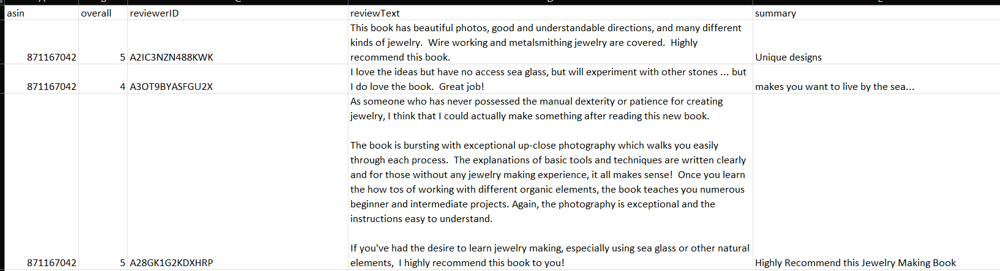 asin overall reviewerID reviewText summary
This book has beautiful photos, good and understandable directions, and many different
kinds of jewelry.  Wire working and metalsmithing jewelry are covered.  Highly
871167042 5 A2IC3NZN488KWK recommend this book. Unique designs
I love the ideas but have no access sea glass, but will experiment with other stones ... but
871167042 4 A3OT9BYASFGU2X I do love the book.  Great job! makes you want to live by the sea...
As someone who has never possessed the manual dexterity or patience for creating
jewelry, I think that I could actually make something after reading this new book.
The book is bursting with exceptional up-close photography which walks you easily
through each process.  The explanations of basic tools and techniques are written clearly
and for those without any jewelry making experience, it all makes sense!  Once you learn
the how tos of working with different organic elements, the book teaches you numerous
beginner and intermediate projects. Again, the photography is exceptional and the
instructions easy to understand.
If you've had the desire to learn jewelry making, especially using sea glass or other natural
871167042 5 A28GK1G2KDXHRP elements,  I highly recommend this book to you! Highly Recommend this Jewelry Making Book